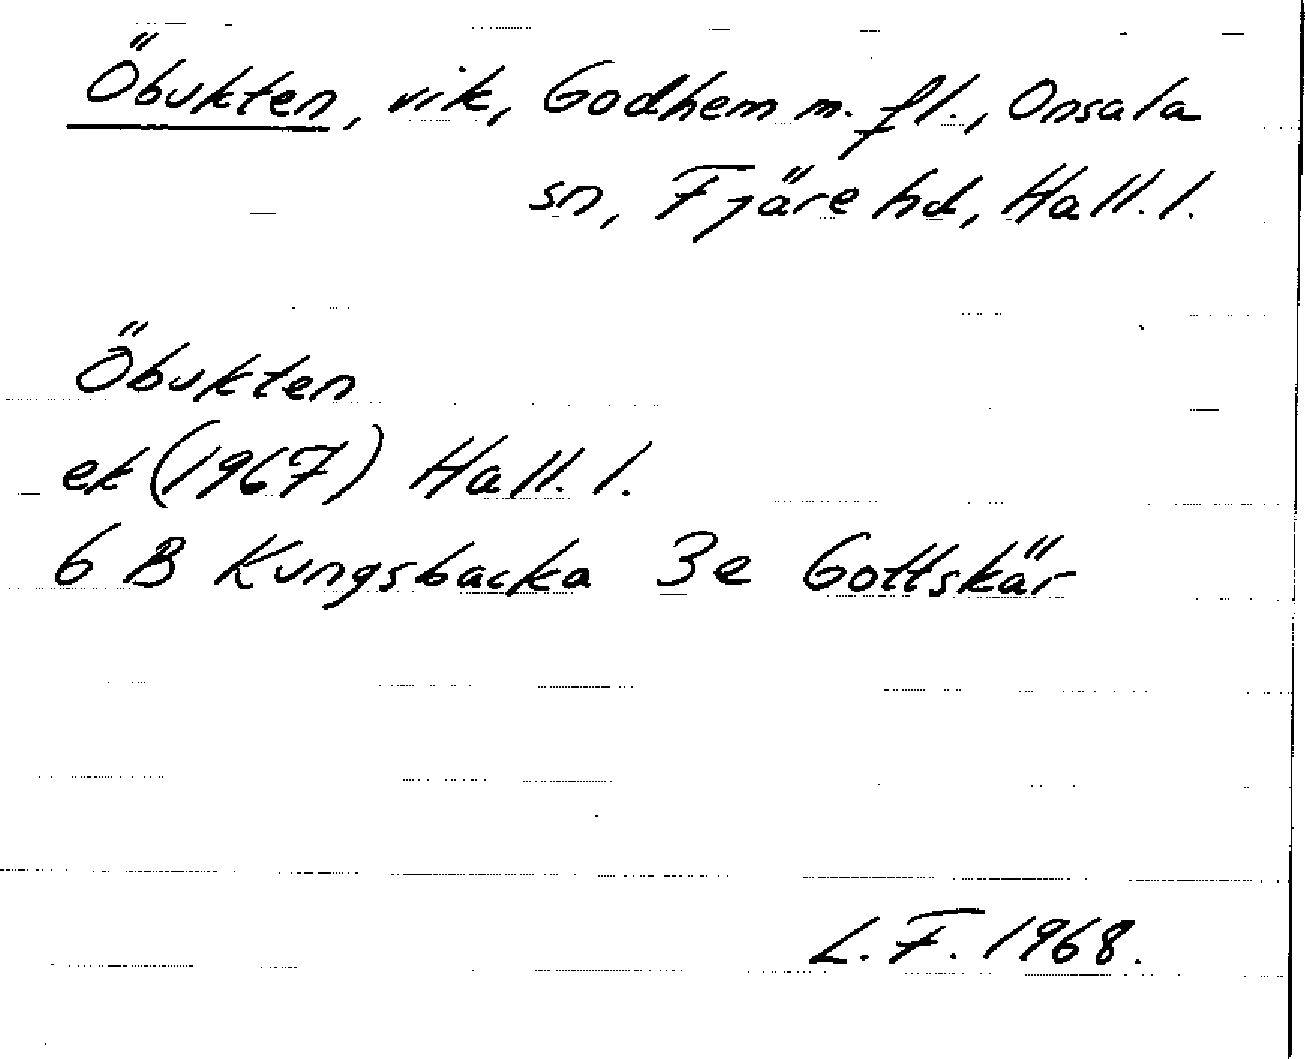 Öbukten, vik, Godhem m. fl., Onsala
sn, Fjäre hd, Hall. l.
Öbukten
ek (1967) Hall. l.
6 B Kungsbacka 3e Gottskär
L. F. 1968.